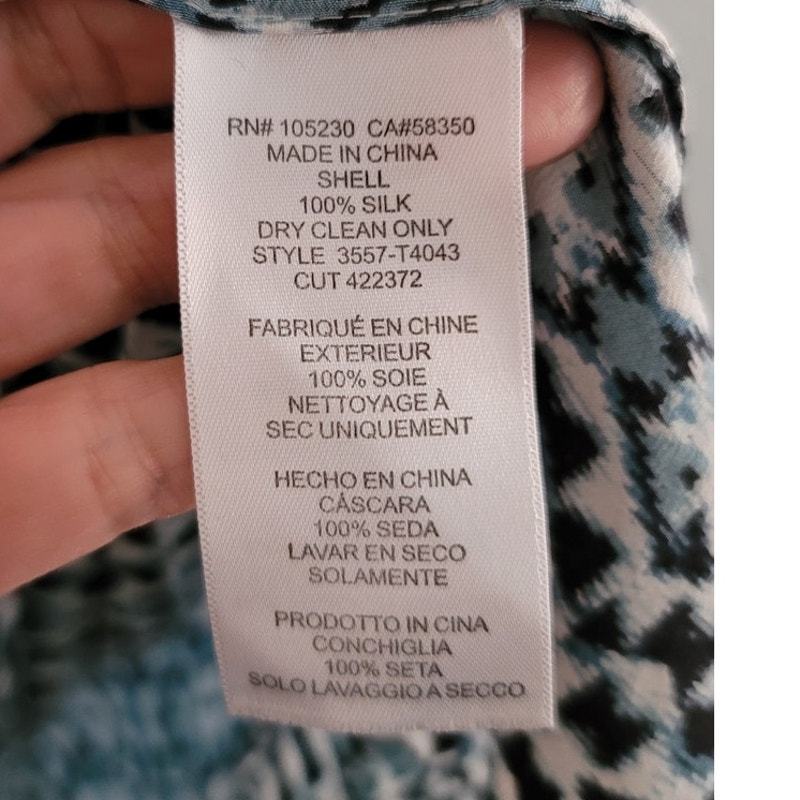 RN# 105230 CA#58350
MADE IN CHINA
SHELL
100% SILK
DRY CLEAN ONLY
STYLE 3557-T4043
CUT 422372
FABRIQUÉ EN CHINE
EXTERIEUR
100% SOIE
NETTOYAGE À
SEC UNIQUEMENT
HECHO EN CHINA
CÁSCARA
100% SEDA
LAVAR EN SECO
SOLAMENTE
PRODOTTO IN CINA
CONCHIGLIA
100% SETA
SOLO LAVAGGIO A SECCO